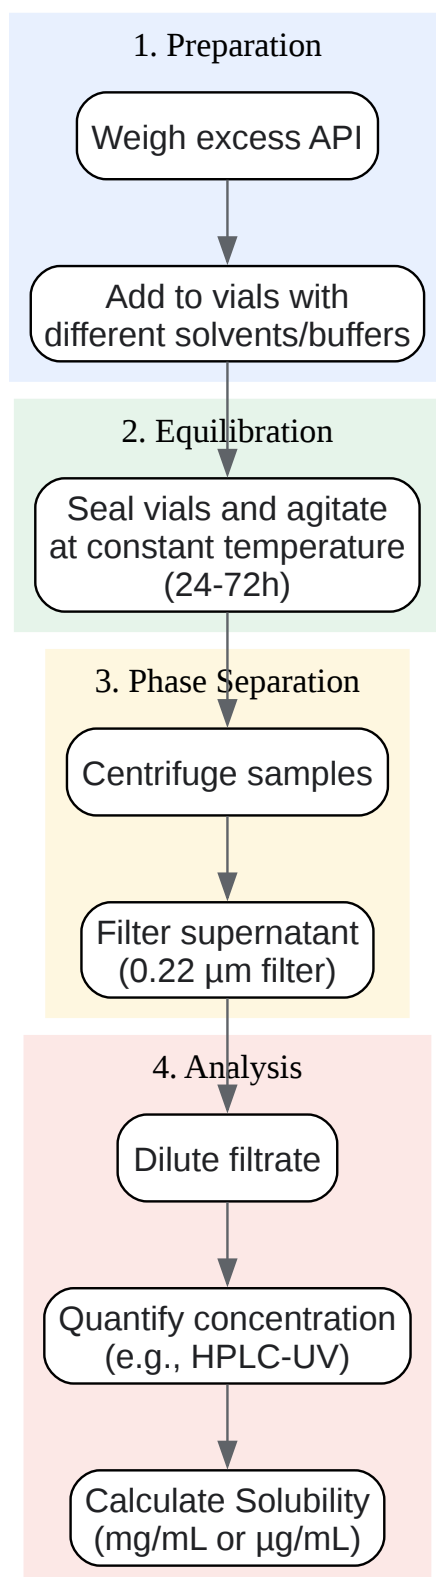 1. Preparation
Weigh excess API
Add to vials with
different solvents/buffers
2. Equilibration
Seal vials and agitate
at constant temperature
(24-72h)
3. Phase Separation
Centrifuge samples
Filter supernatant
(0.22 µm filter)
4. Analysis
Dilute filtrate
Quantify concentration
(e.g., HPLC-UV)
Calculate Solubility
(mg/mL or µg/mL)